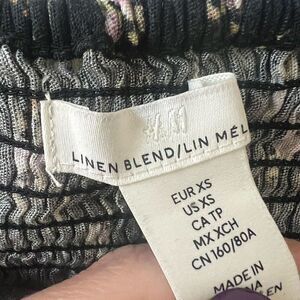 H&M
LINEN BLEND/LIN MÉL
EUR XS
US XS
CA TP
MX XCH
CN 160/80A
MADE IN